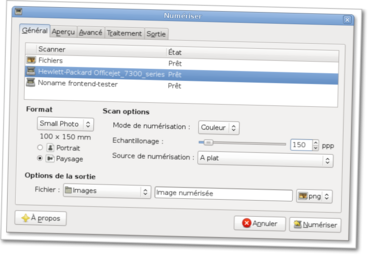 Numériser
Général Aperçu Avancé Traitement Sortie
Scanner État
Fichiers Prêt
Hewlett-Packard Officejet_7300_series Prêt
Noname frontend-tester Prêt
Format Scan options
Small Photo Mode de numérisation : Couleur
100 x 150 mm Echantillonage : 150 ppp
Portrait
Paysage Source de numérisation : A plat
Options de la sortie
Fichier : Images Image numérisée png
À propos Annuler Numériser